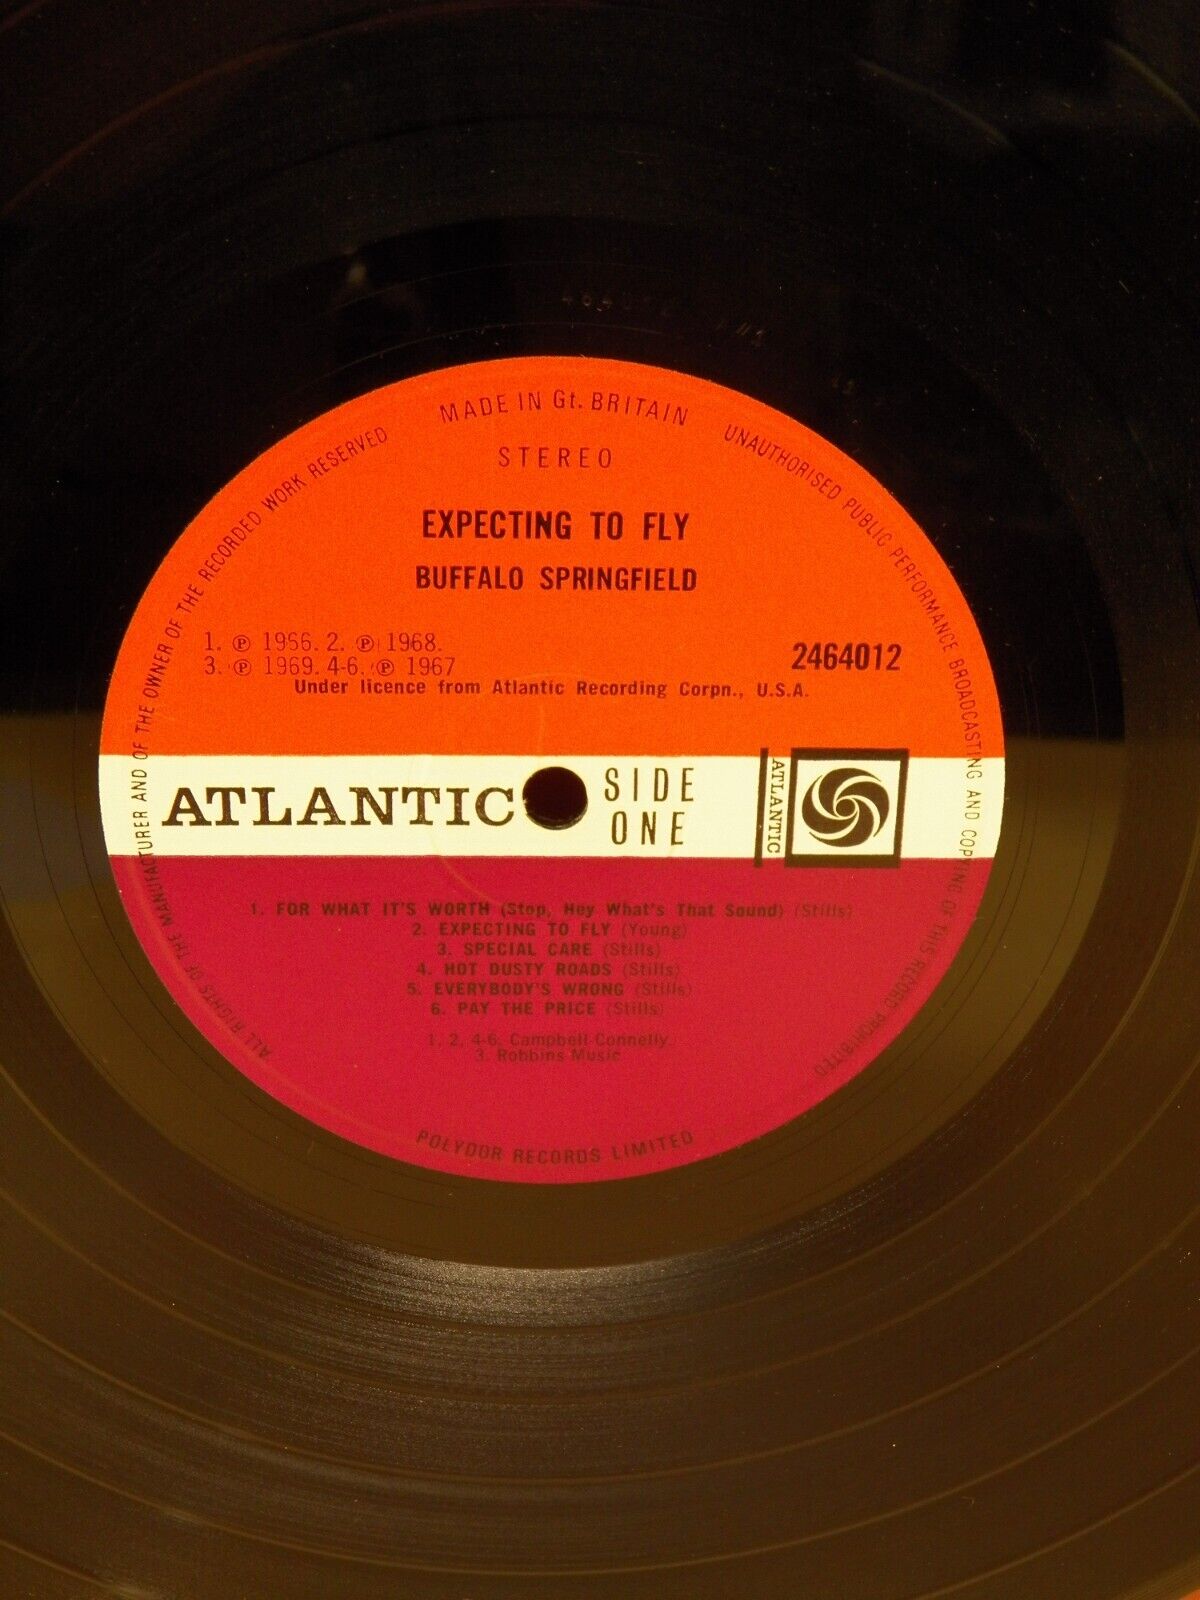 MADE IN Gt. BRITAIN
UNAUTHORISED PUBLIC PERFORMANCE BROADCASTING AND COPYING OF THIS RECORD PROHIBITED
ALL RIGHTS OF THE MANUFACTURER AND OF THE OWNER OF THE RECORDED WORK RESERVED
STEREO
EXPECTING TO FLY
BUFFALO SPRINGFIELD
1. ℗ 1966. 2. ℗ 1968.
3. ℗ 1969. 4-6. ℗ 1967
2464012
Under licence from Atlantic Recording Corpn., U.S.A.
ATLANTIC
SIDE
ONE
ATLANTIC
1. FOR WHAT IT'S WORTH (Stop, Hey What's That Sound) (Stills)
2. EXPECTING TO FLY (Young)
3. SPECIAL CARE (Stills)
4. HOT DUSTY ROADS (Stills)
5. EVERYBODY'S WRONG (Stills)
6. PAY THE PRICE (Stills)
1, 2, 4-6. Campbell Connelly.
3. Robbins Music
POLYDOR RECORDS LIMITED